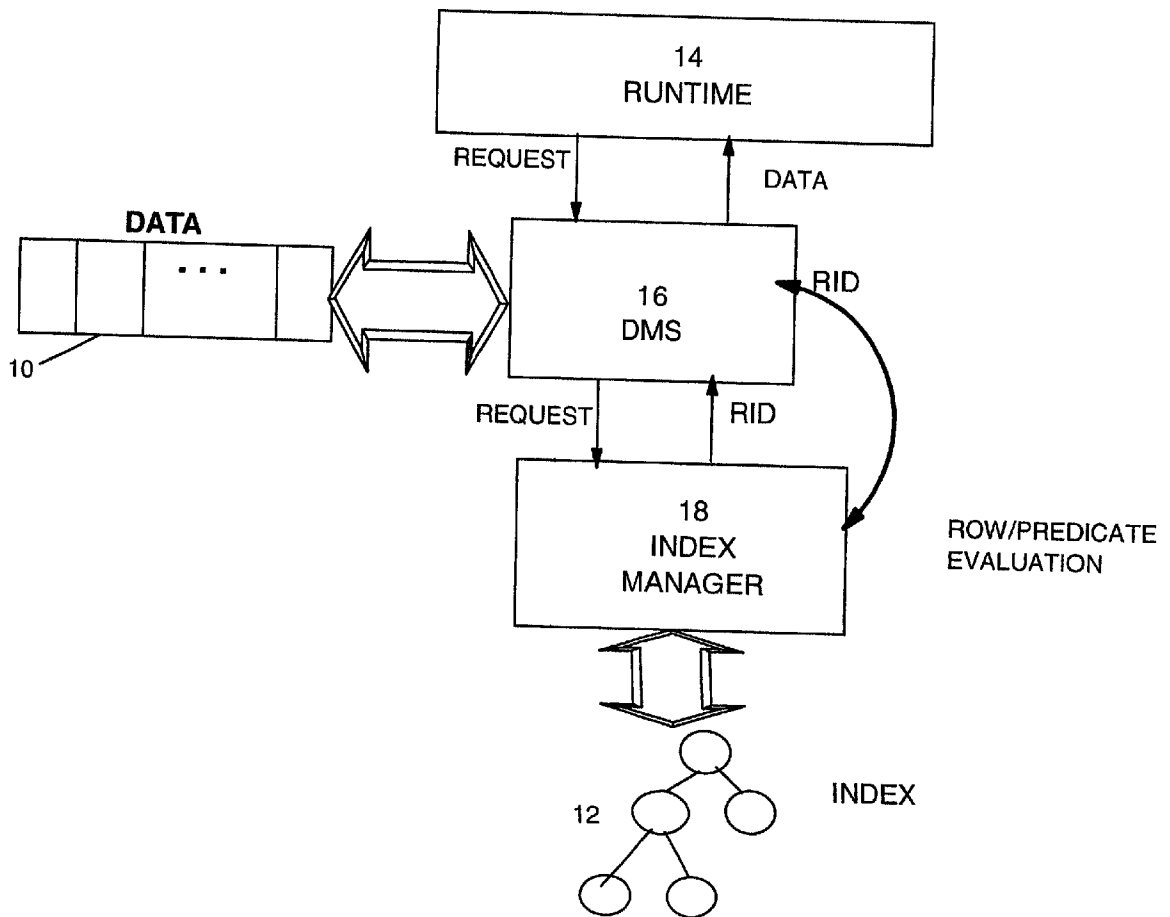 14
RUNTIME
REQUEST
DATA
DATA
...
10
16
DMS
RID
REQUEST
RID
18
INDEX
MANAGER
ROW/PREDICATE
EVALUATION
12
INDEX